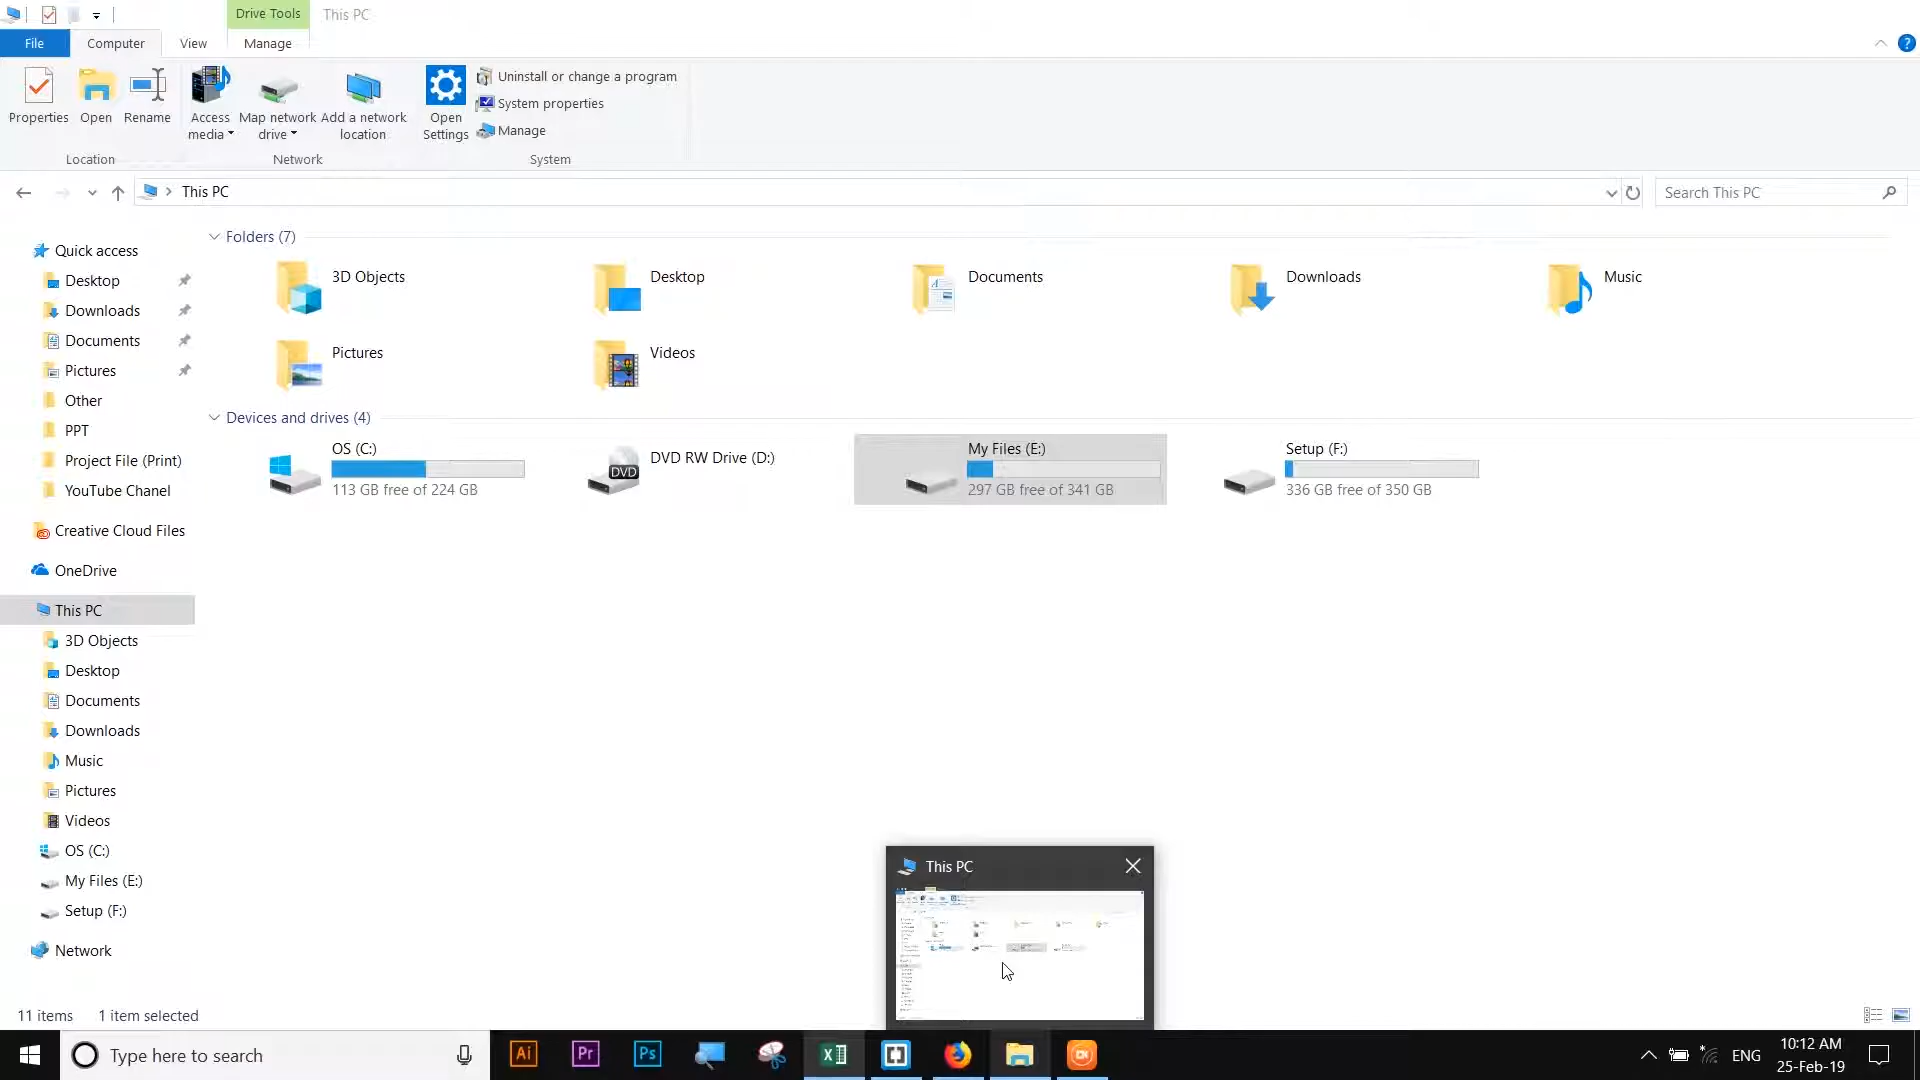 Drive Tools
This PC
File
Computer
View
Manage
Properties
Open
Rename
Access media
Map network drive
Add a network location
Open Settings
Uninstall or change a program
System properties
Manage
Location
Network
System
This PC
Search This PC
Quick access
Desktop
Downloads
Documents
Pictures
Other
PPT
Project File (Print)
YouTube Chanel
Creative Cloud Files
OneDrive
This PC
3D Objects
Desktop
Documents
Downloads
Music
Pictures
Videos
OS (C:)
My Files (E:)
Setup (F:)
Network
Folders (7)
3D Objects
Desktop
Documents
Downloads
Music
Pictures
Videos
Devices and drives (4)
OS (C:)
113 GB free of 224 GB
DVD
DVD RW Drive (D:)
My Files (E:)
297 GB free of 341 GB
Setup (F:)
336 GB free of 350 GB
This PC
11 items
1 item selected
Type here to search
Ai
Pr
Ps
ENG
10:12 AM
25-Feb-19